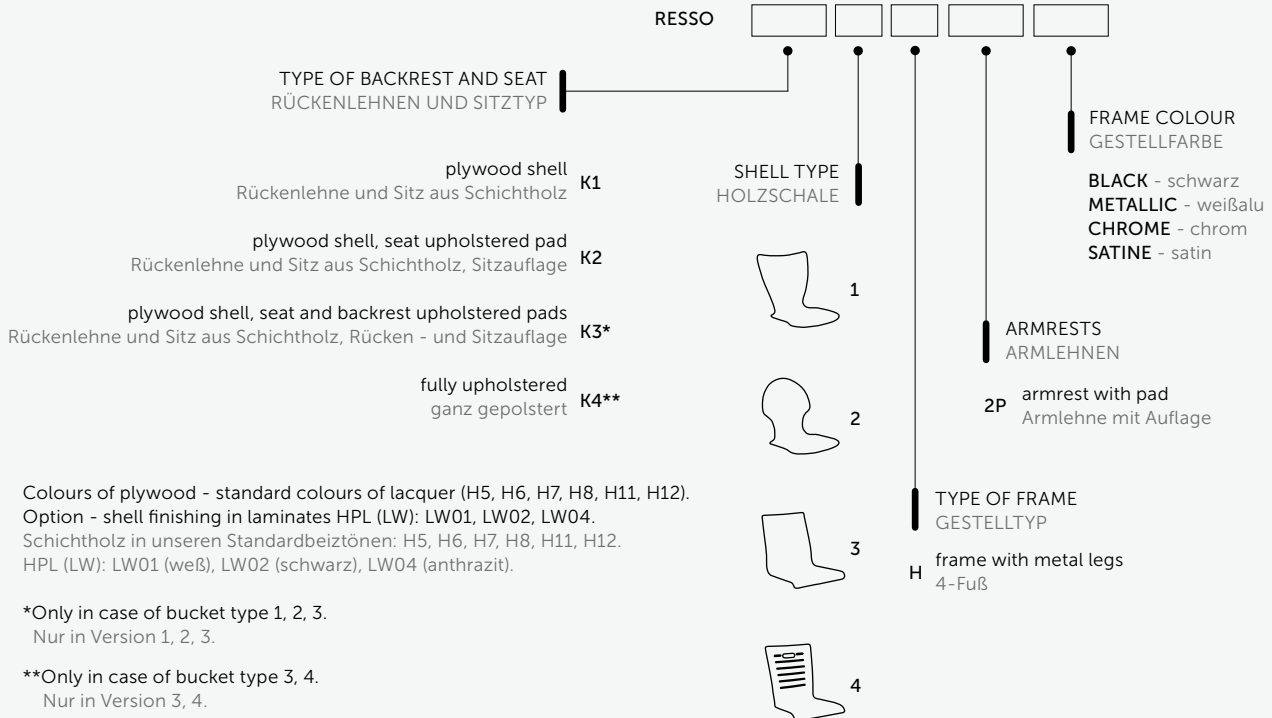 RESSO
TYPE OF BACKREST AND SEAT
RÜCKENLEHNEN UND SITZTYP
plywood shell
Rückenlehne und Sitz aus Schichtholz
K1
plywood shell, seat upholstered pad
Rückenlehne und Sitz aus Schichtholz, Sitzauflage
K2
plywood shell, seat and backrest upholstered pads
Rückenlehne und Sitz aus Schichtholz, Rücken - und Sitzauflage
K3*
fully upholstered
ganz gepolstert
K4**
SHELL TYPE
HOLZSCHALE
1
2
3
4
TYPE OF FRAME
GESTELLTYP
H
frame with metal legs
4-Fuß
ARMRESTS
ARMLEHNEN
2P
armrest with pad
Armlehne mit Auflage
FRAME COLOUR
GESTELLFARBE
BLACK - schwarz
METALLIC - weißalu
CHROME - chrom
SATINE - satin
Colours of plywood - standard colours of lacquer (H5, H6, H7, H8, H11, H12).
Option - shell finishing in laminates HPL (LW): LW01, LW02, LW04.
Schichtholz in unseren Standardbeiztönen: H5, H6, H7, H8, H11, H12.
HPL (LW): LW01 (weß), LW02 (schwarz), LW04 (anthrazit).
*Only in case of bucket type 1, 2, 3.
Nur in Version 1, 2, 3.
**Only in case of bucket type 3, 4.
Nur in Version 3, 4.